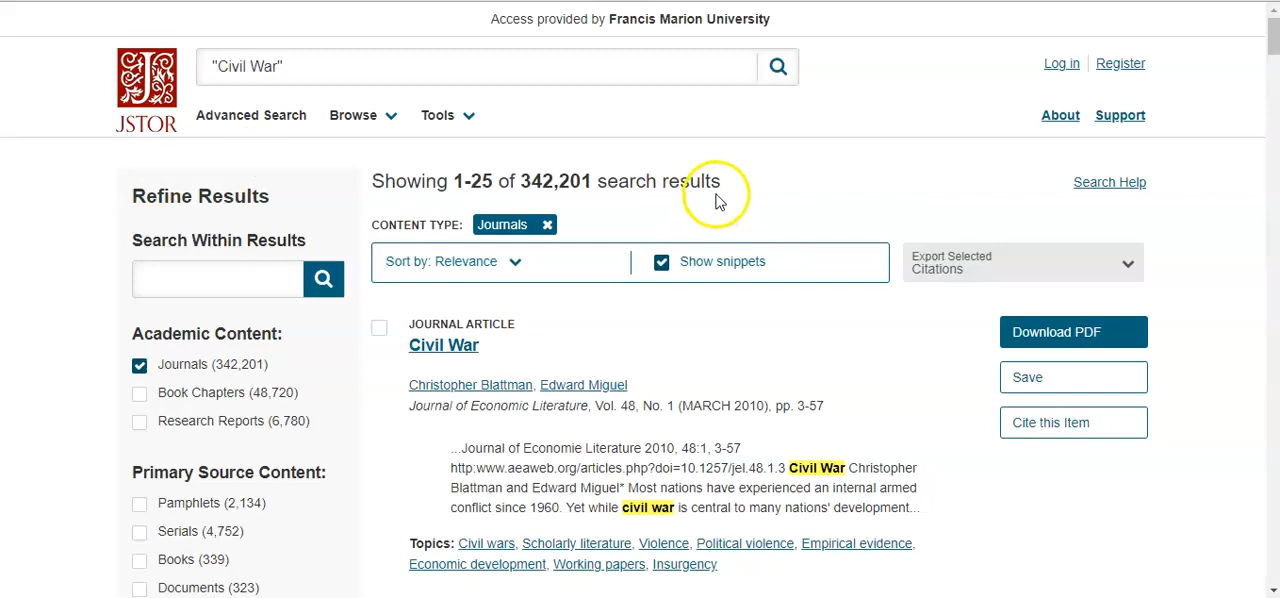 Access provided by Francis Marion University
"Civil War"
Log in
Register
JSTOR
Advanced Search
Browse
Tools
About
Support
Refine Results
Showing 1-25 of 342,201 search results
Search Help
CONTENT TYPE:
Journals
Search Within Results
Sort by: Relevance
Show snippets
Export Selected
Citations
Academic Content:
Journals (342,201)
Book Chapters (48,720)
Research Reports (6,780)
Primary Source Content:
Pamphlets (2,134)
Serials (4,752)
Books (339)
Documents (323)
JOURNAL ARTICLE
Civil War
Christopher Blattman, Edward Miguel
Journal of Economic Literature, Vol. 48, No. 1 (MARCH 2010), pp. 3-57
...Journal of Economie Literature 2010, 48:1, 3-57
http:www.aeaweb.org/articles.php?doi=10.1257/jel.48.1.3 Civil War Christopher
Blattman and Edward Miguel* Most nations have experienced an internal armed
conflict since 1960. Yet while civil war is central to many nations' development...
Topics: Civil wars, Scholarly literature, Violence, Political violence, Empirical evidence,
Economic development, Working papers, Insurgency
Download PDF
Save
Cite this Item